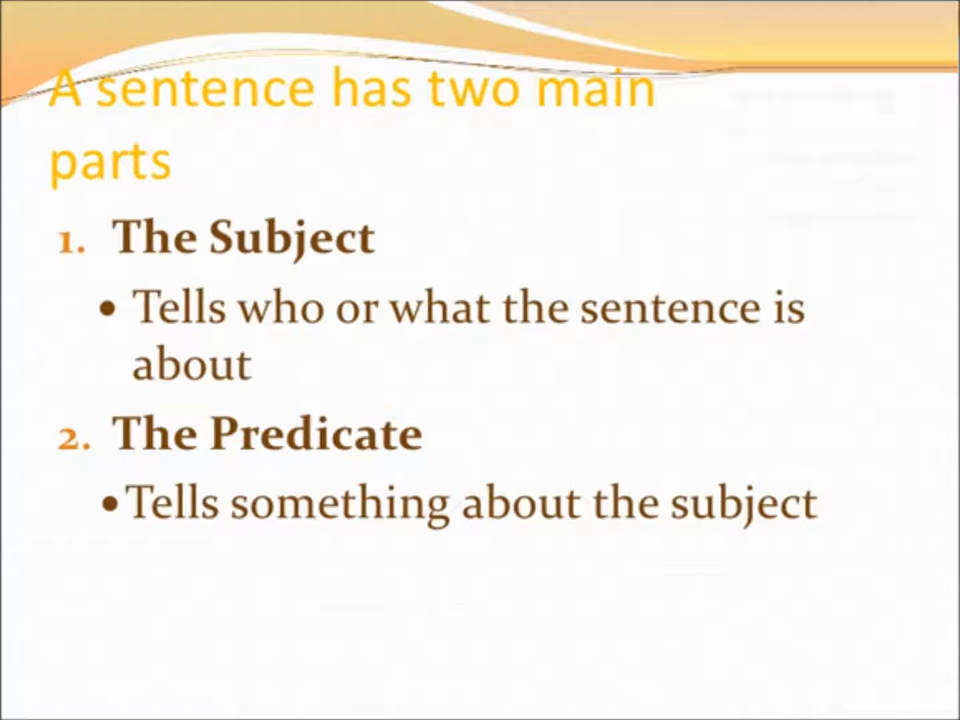 A sentence has two main
parts
1. The Subject
• Tells who or what the sentence is
about
2. The Predicate
• Tells something about the subject